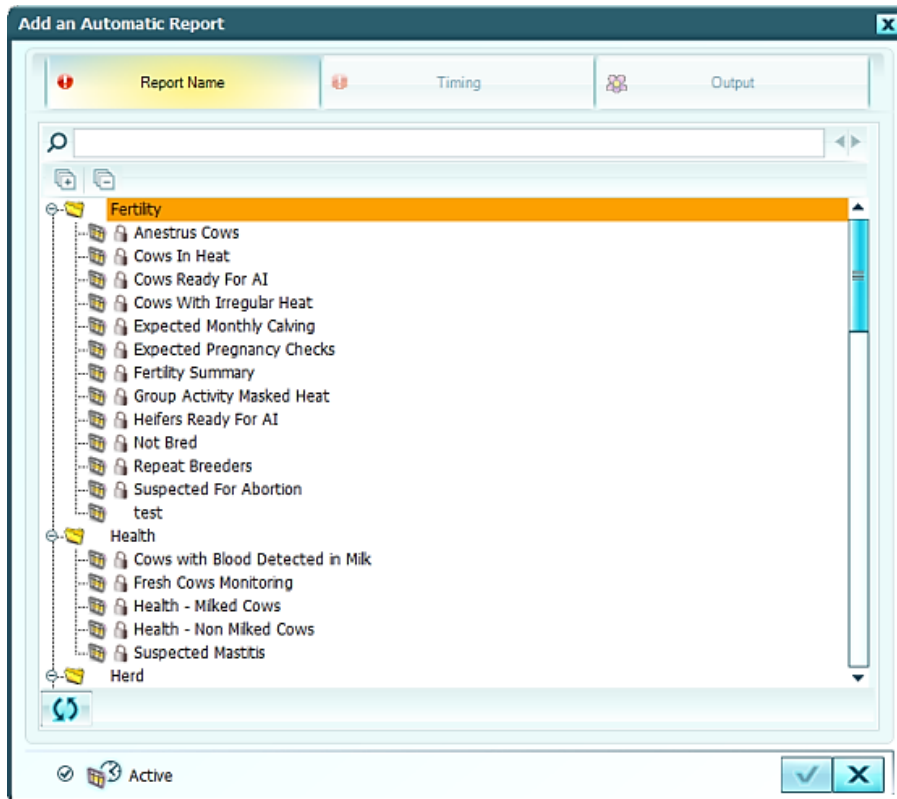 Add an Automatic Report
Report Name Timing Output
Fertility
Anestrus Cows
Cows In Heat
Cows Ready For AI
Cows With Irregular Heat
Expected Monthly Calving
Expected Pregnancy Checks
Fertility Summary
Group Activity Masked Heat
Heifers Ready For AI
Not Bred
Repeat Breeders
Suspected For Abortion
test
Health
Cows with Blood Detected in Milk
Fresh Cows Monitoring
Health - Milked Cows
Health - Non Milked Cows
Suspected Mastitis
Herd
Active